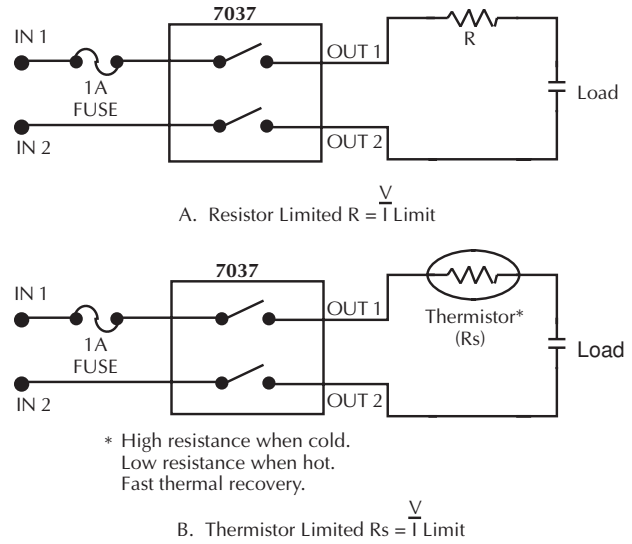 7037
IN 1
OUT 1
R
1A
FUSE
Load
IN 2
OUT 2
A. Resistor Limited R = V/I Limit
7037
IN 1
OUT 1
Thermistor*
(Rs)
1A
FUSE
Load
IN 2
OUT 2
* High resistance when cold.
Low resistance when hot.
Fast thermal recovery.
B. Thermistor Limited Rs = V/I Limit